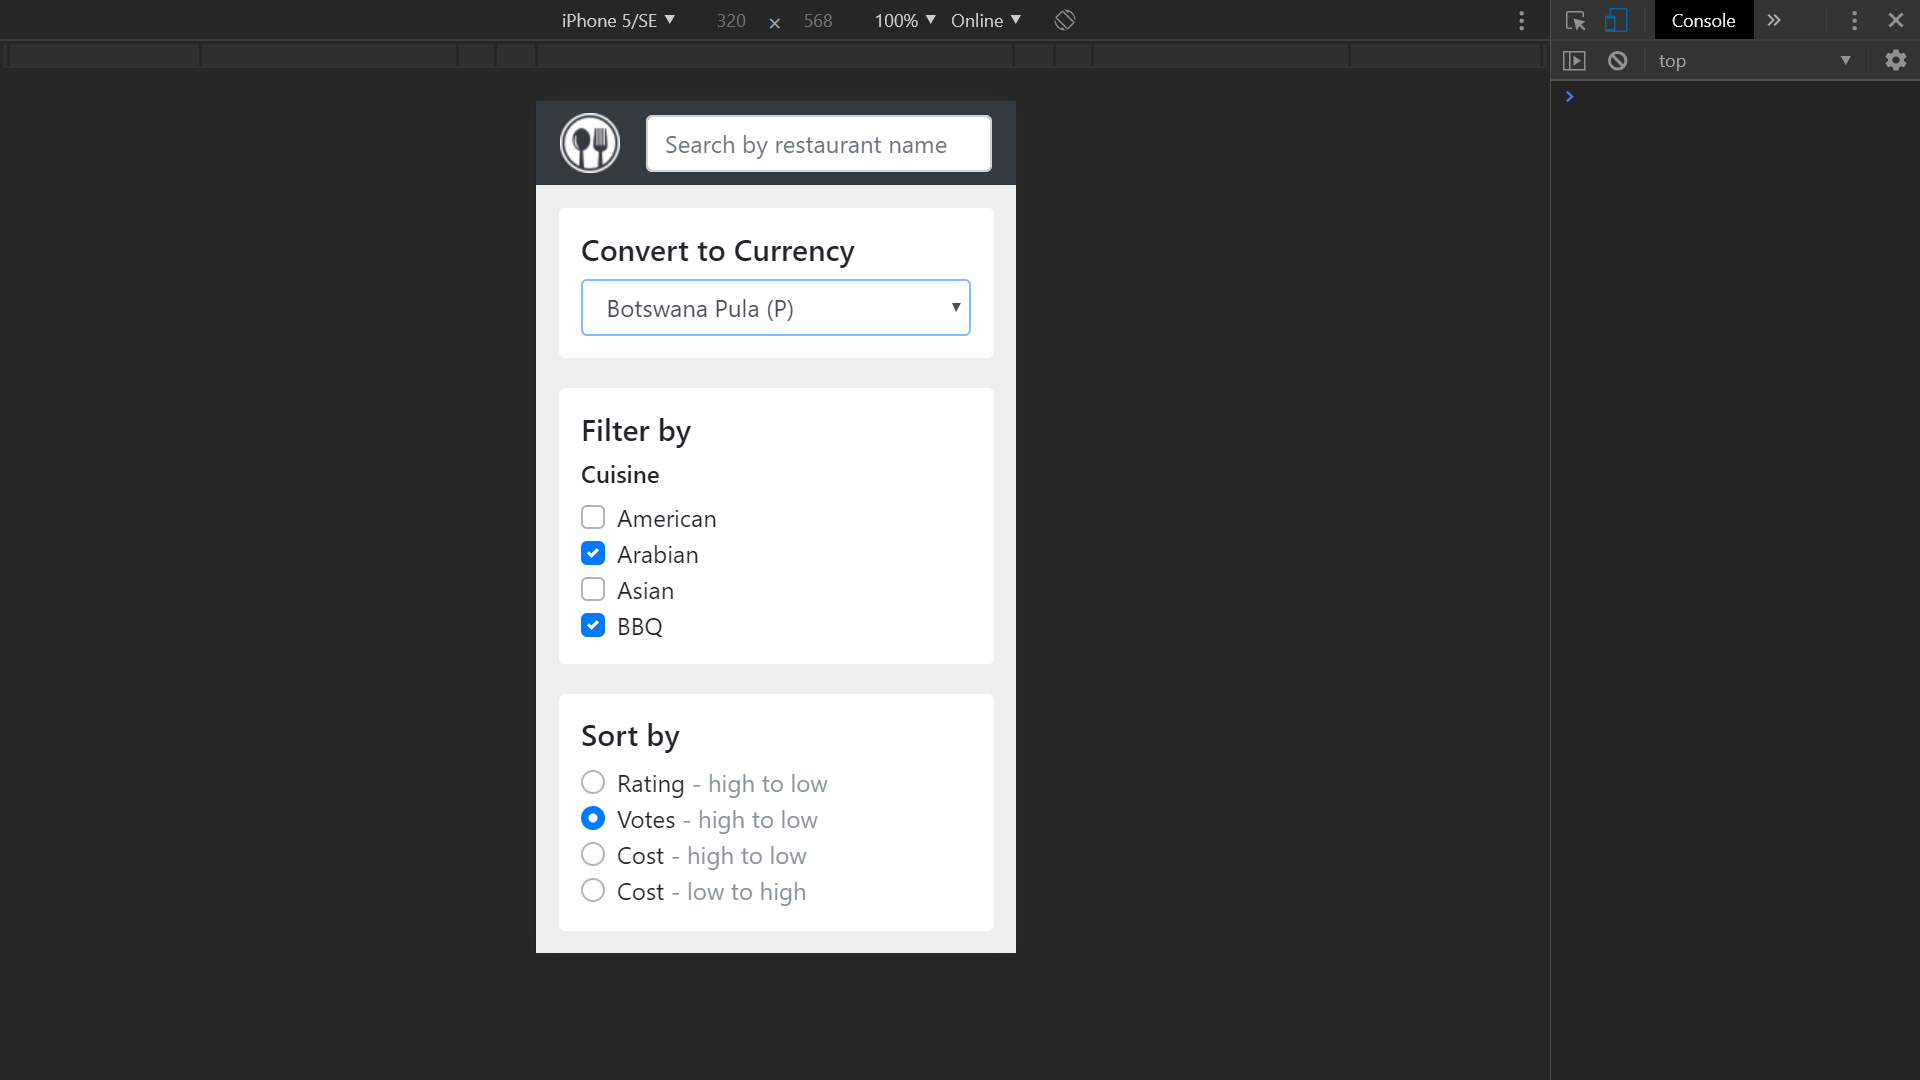 iPhone 5/SE ▼ 320 × 568 100% ▼ Online ▼
Console »
top ▼
Search by restaurant name
Convert to Currency
Botswana Pula (P)
Filter by
Cuisine
American
Arabian
Asian
BBQ
Sort by
Rating - high to low
Votes - high to low
Cost - high to low
Cost - low to high